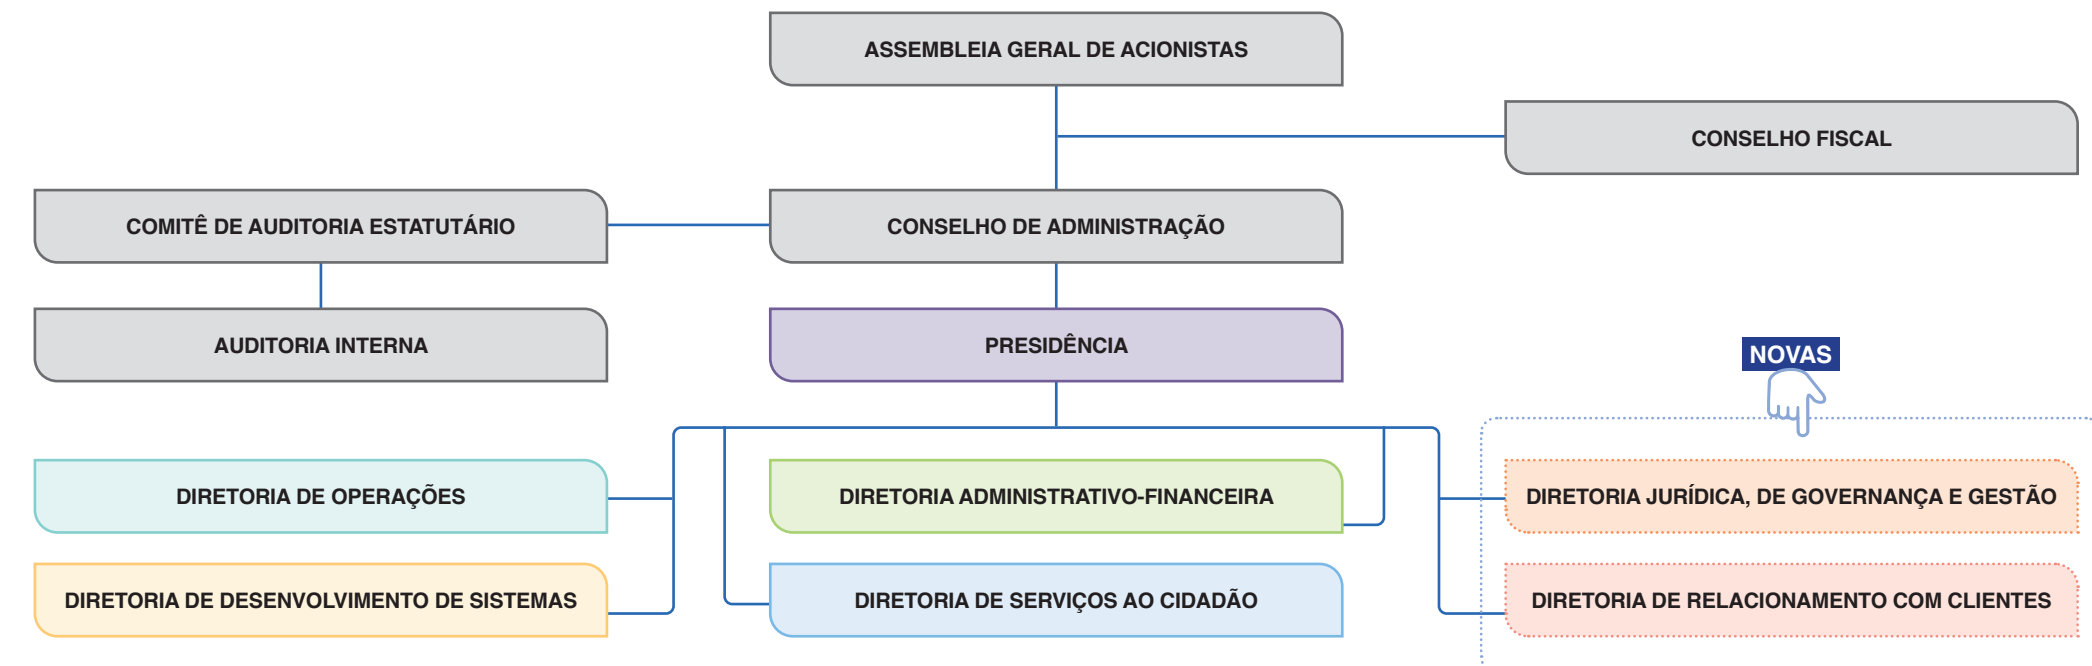 ASSEMBLEIA GERAL DE ACIONISTAS
CONSELHO FISCAL
COMITÊ DE AUDITORIA ESTATUTÁRIO
CONSELHO DE ADMINISTRAÇÃO
AUDITORIA INTERNA
PRESIDÊNCIA
NOVAS
DIRETORIA DE OPERAÇÕES
DIRETORIA ADMINISTRATIVO-FINANCEIRA
DIRETORIA JURÍDICA, DE GOVERNANÇA E GESTÃO
DIRETORIA DE DESENVOLVIMENTO DE SISTEMAS
DIRETORIA DE SERVIÇOS AO CIDADÃO
DIRETORIA DE RELACIONAMENTO COM CLIENTES